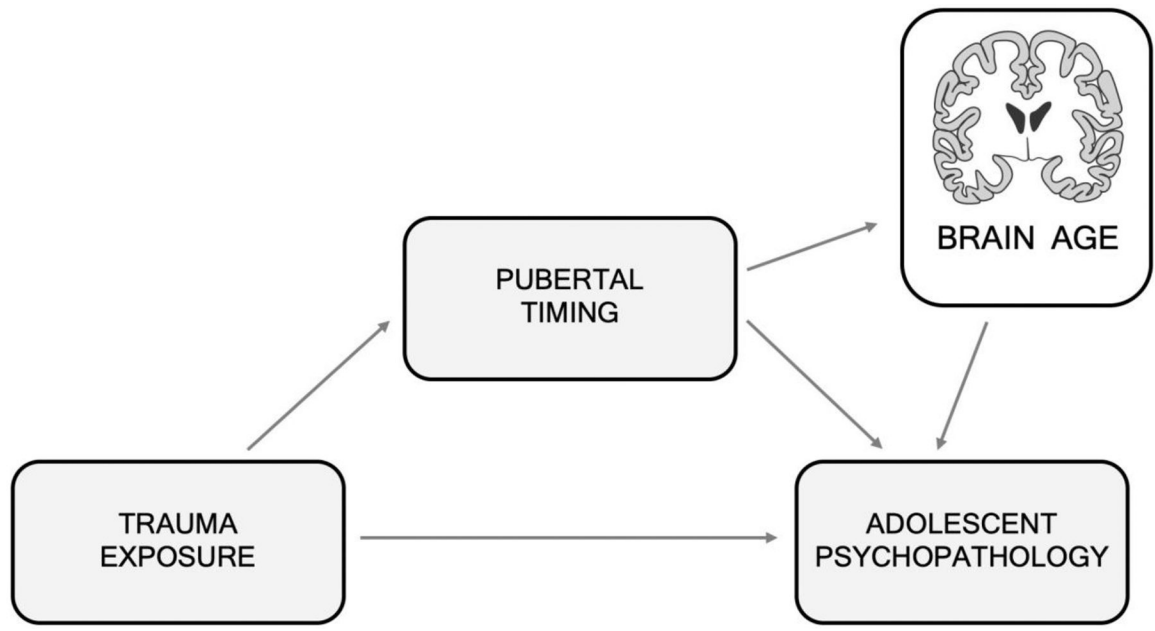 BRAIN AGE
PUBERTAL
TIMING
TRAUMA
EXPOSURE
ADOLESCENT
PSYCHOPATHOLOGY